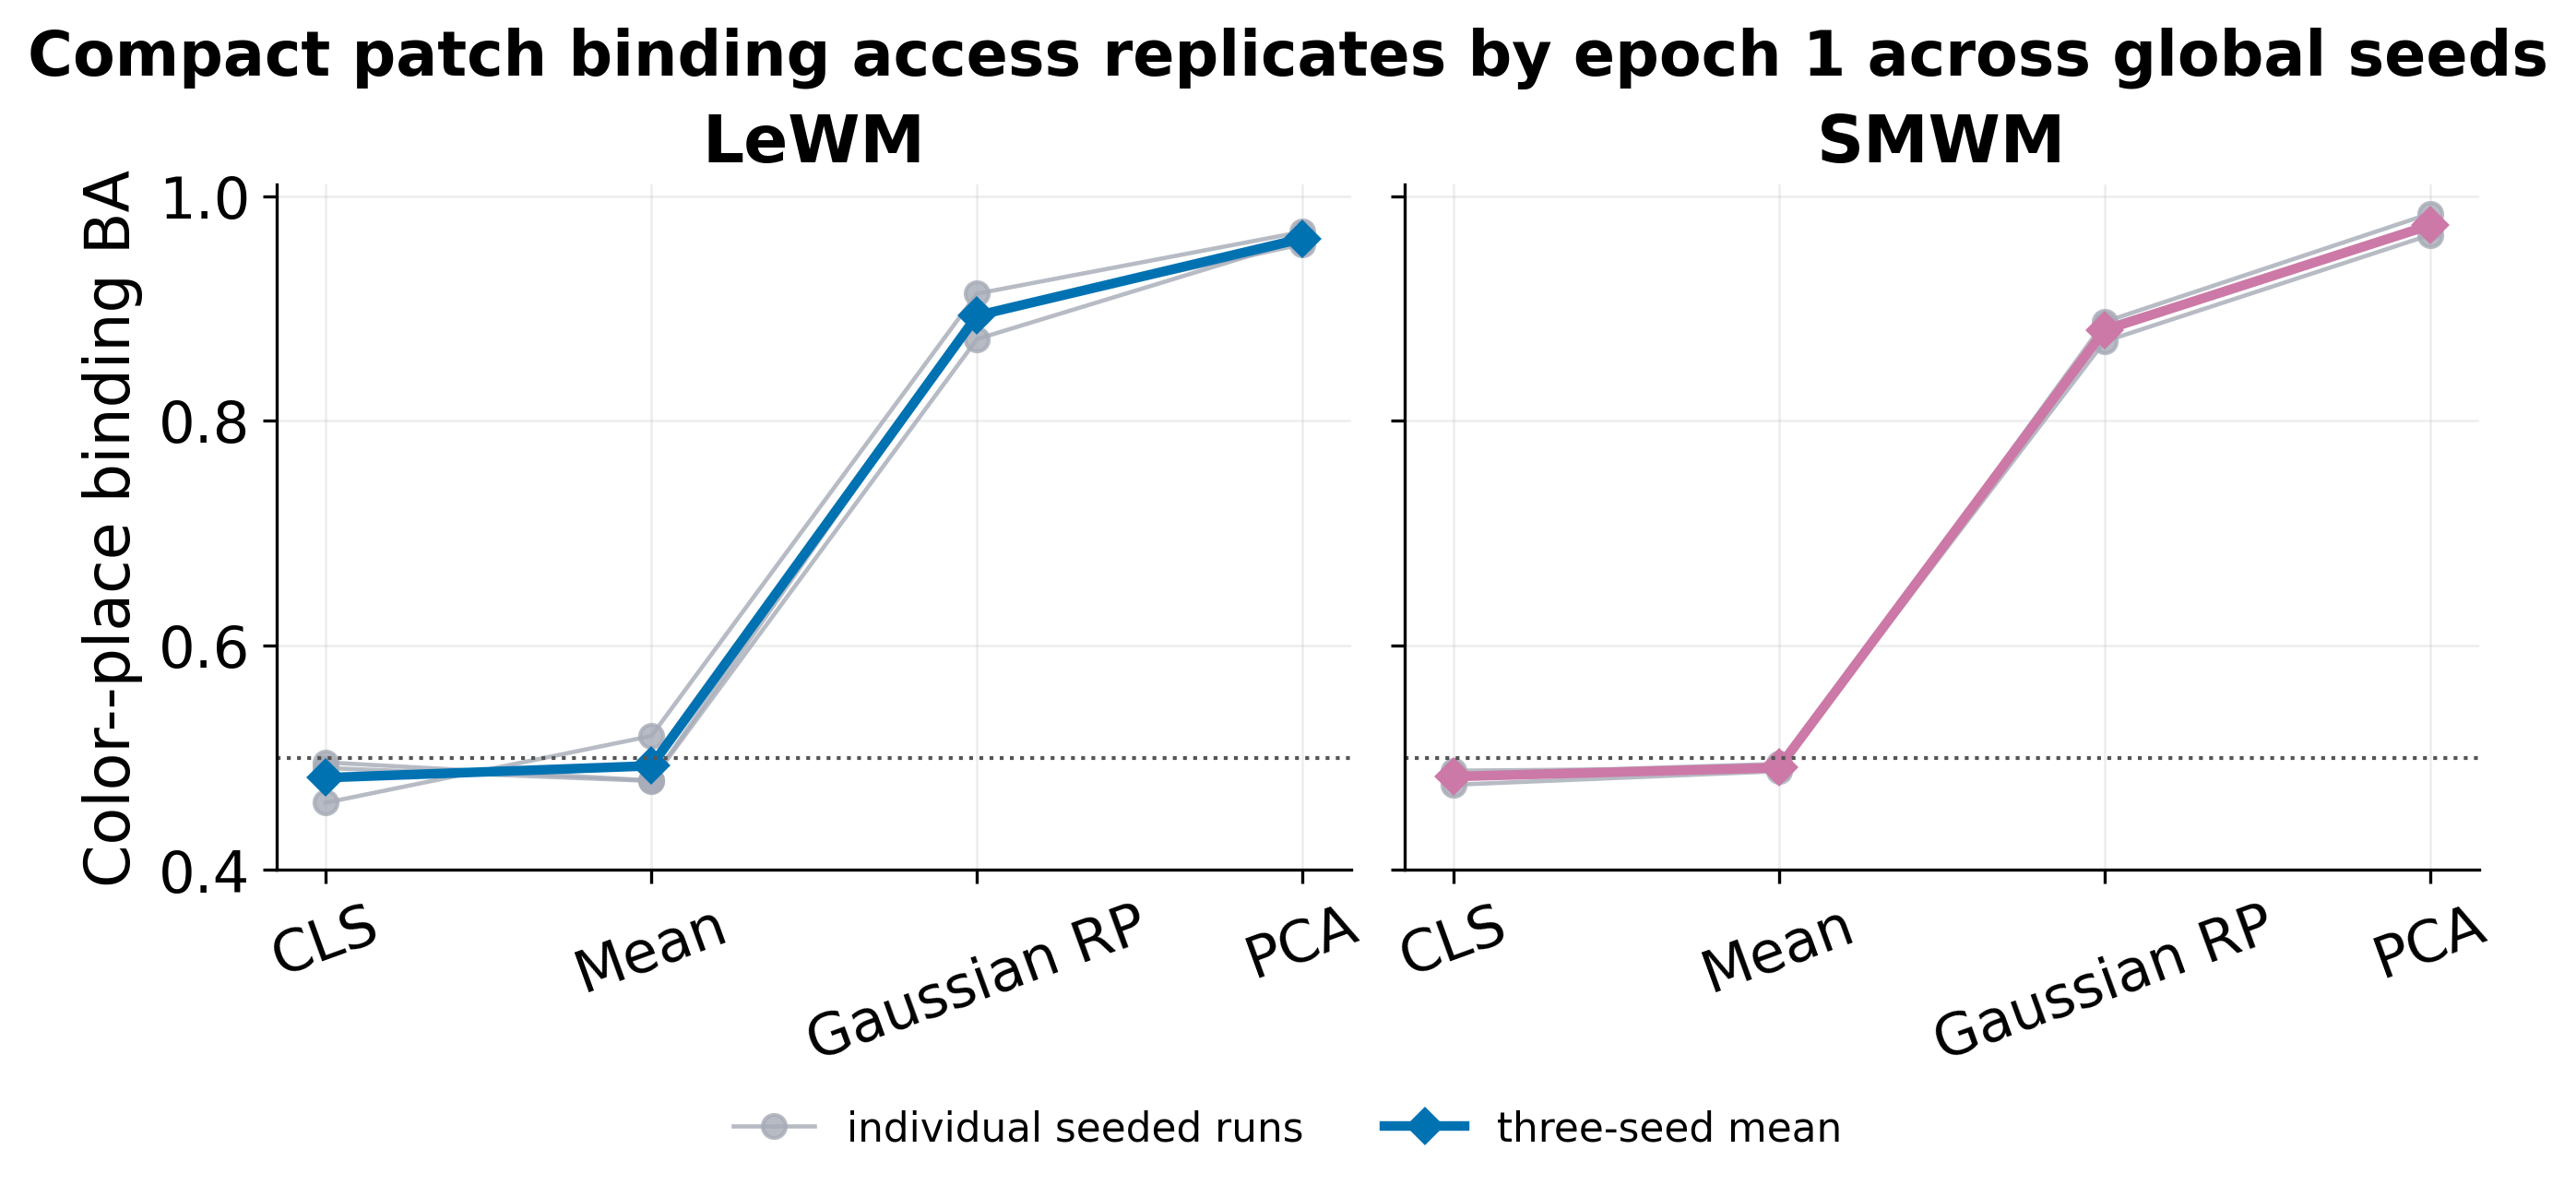 Compact patch binding access replicates by epoch 1 across global seeds
LeWM
SMWM
Color--place binding BA
1.0
0.8
0.6
0.4
CLS
Mean
Gaussian RP
PCA
CLS
Mean
Gaussian RP
PCA
individual seeded runs
three-seed mean